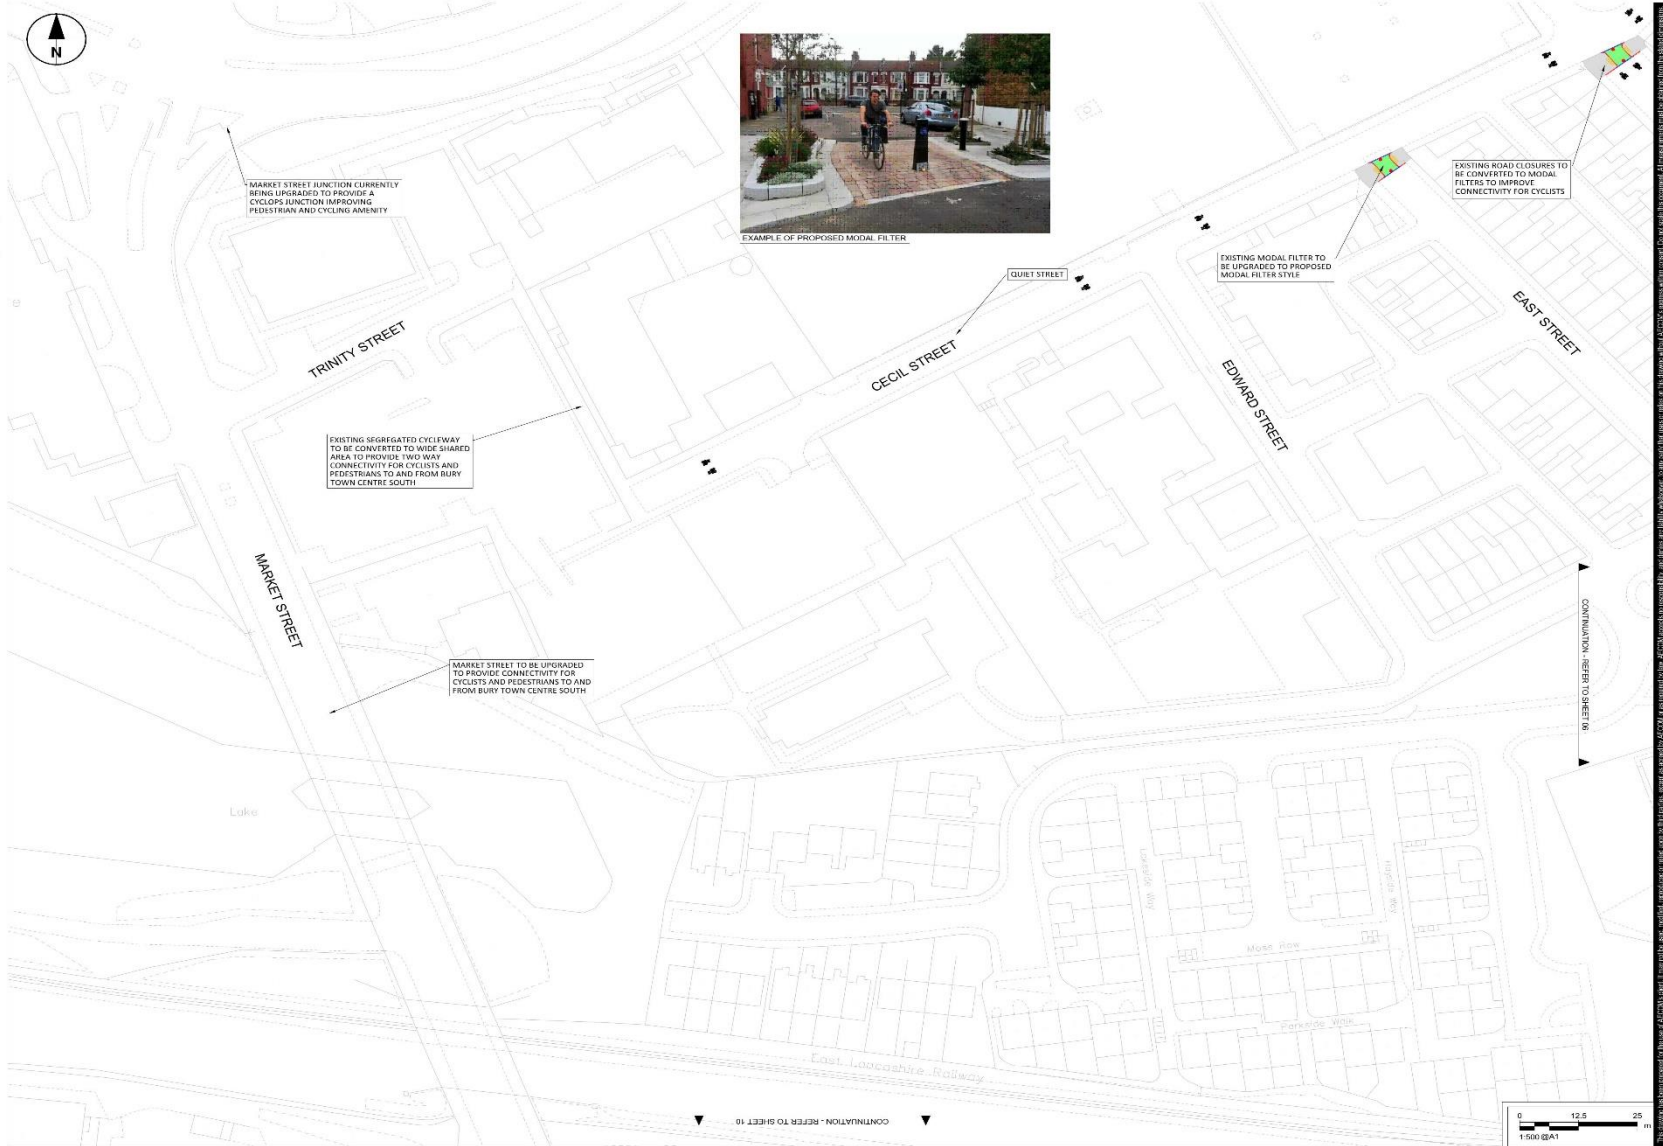 N
MARKET STREET JUNCTION CURRENTLY
BEING UPGRADED TO PROVIDE A
CYCLOPS JUNCTION IMPROVING
PEDESTRIAN AND CYCLING AMENITY
EXAMPLE OF PROPOSED MODAL FILTER
EXISTING ROAD CLOSURES TO
BE CONVERTED TO MODAL
FILTERS TO IMPROVE
CONNECTIVITY FOR CYCLISTS
EXISTING MODAL FILTER TO
BE UPGRADED TO PROPOSED
MODAL FILTER STYLE
QUIET STREET
EAST STREET
TRINITY STREET
CECIL STREET
EDWARD STREET
EXISTING SEGREGATED CYCLEWAY
TO BE CONVERTED TO WIDE SHARED
AREA TO PROVIDE TWO WAY
CONNECTIVITY FOR CYCLISTS AND
PEDESTRIANS TO AND FROM BURY
TOWN CENTRE SOUTH
MARKET STREET
MARKET STREET TO BE UPGRADED
TO PROVIDE CONNECTIVITY FOR
CYCLISTS AND PEDESTRIANS TO AND
FROM BURY TOWN CENTRE SOUTH
CONTINUATION - REFER TO SHEET 06
Lake
Moss Row
Parkside Walk
East Lancashire Railway
CONTINUATION - REFER TO SHEET 10
0 12.5 25
m
1:500 @A1